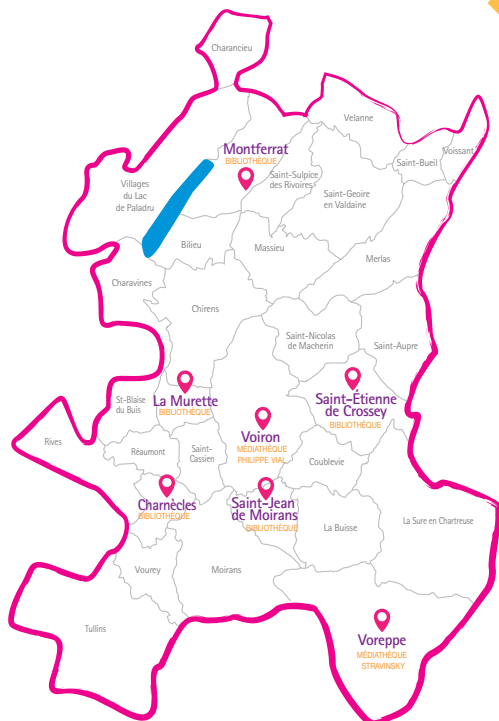 Charancieu
Velanne
Voissant
Saint-Bueil
Montferrat
BIBLIOTHÈQUE
Saint-Sulpice
des Rivoires
Villages
du Lac
de Paladru
Saint-Geoire
en Valdaine
Bilieu
Massieu
Merlas
Charavines
Chirens
Saint-Nicolas
de Macherin
Saint-Aupre
St-Blaise
du Buis
La Murette
BIBLIOTHÈQUE
Saint-Étienne
de Crossey
BIBLIOTHÈQUE
Rives
Réaumont
Saint-
Cassien
Voiron
MÉDIATHÈQUE
PHILIPPE VIAL
Coublevie
Charnècles
BIBLIOTHÈQUE
Saint-Jean
de Moirans
BIBLIOTHÈQUE
La Buisse
La Sure en Chartreuse
Vourey
Moirans
Tullins
Voreppe
MÉDIATHÈQUE
STRAVINSKY